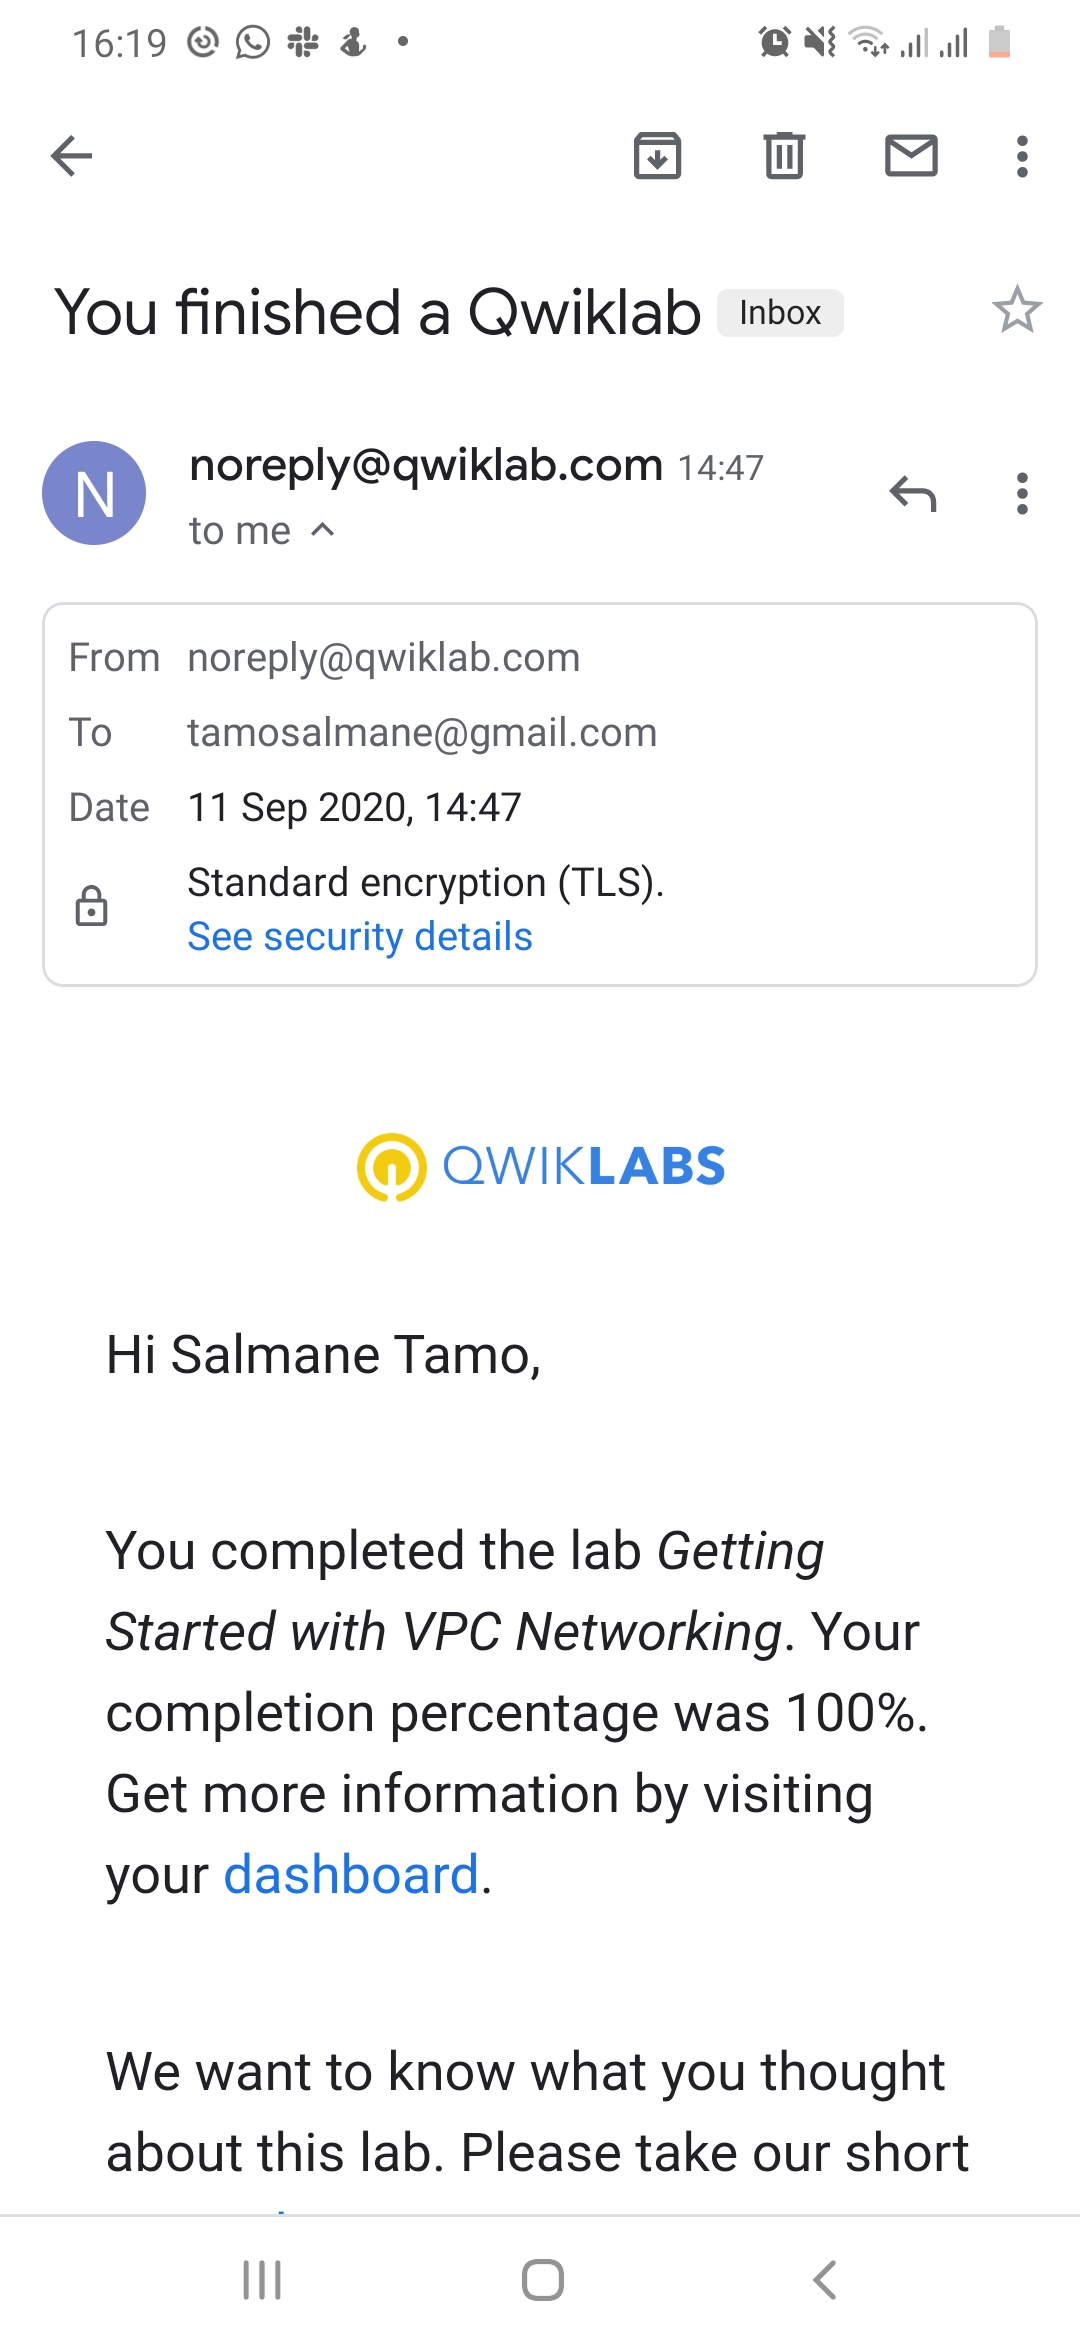 16:19
You finished a Qwiklab Inbox
N
noreply@qwiklab.com 14:47
to me
From noreply@qwiklab.com
To tamosalmane@gmail.com
Date 11 Sep 2020, 14:47
Standard encryption (TLS).
See security details
QWIKLABS
Hi Salmane Tamo,
You completed the lab Getting
Started with VPC Networking. Your
completion percentage was 100%.
Get more information by visiting
your dashboard.
We want to know what you thought
about this lab. Please take our short